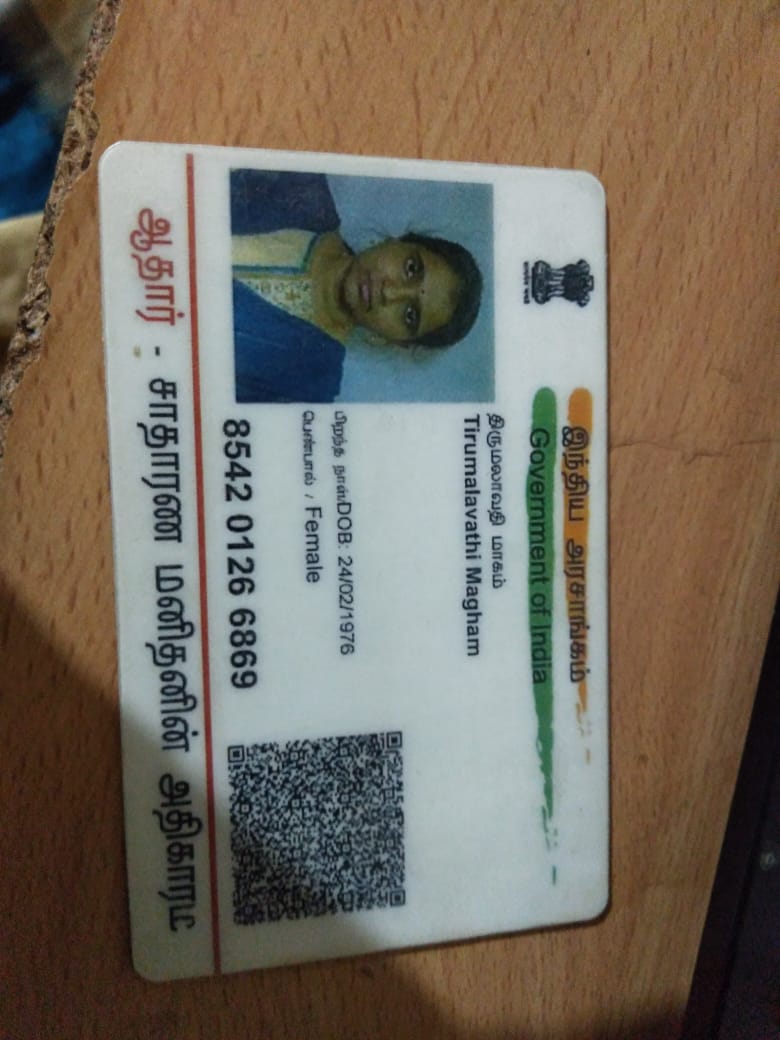 இந்திய அரசாங்கம்
Government of India
திருமலாவதி மாகம்
Tirumalavathi Magham
பிறந்த நாள்/DOB: 24/02/1976
பெண்பால் / Female
8542 0126 6869
ஆதார் - சாதாரண மனிதனின் அதிகாரம்